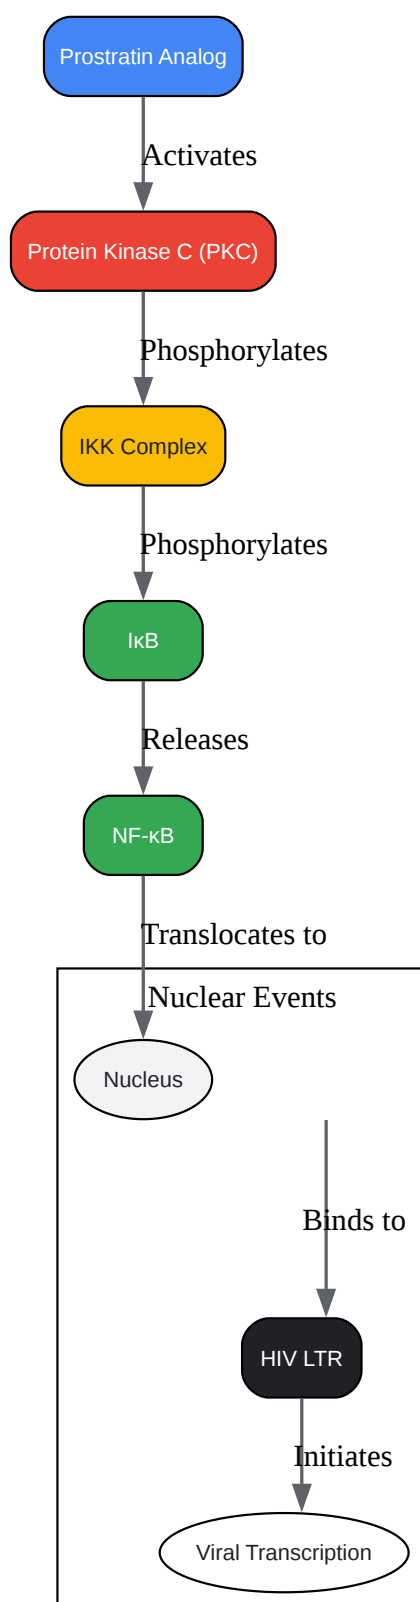 Prostratin Analog
Activates
Protein Kinase C (PKC)
Phosphorylates
IKK Complex
Phosphorylates
IκB
Releases
NF-κB
Translocates to
Nuclear Events
Nucleus
Binds to
HIV LTR
Initiates
Viral Transcription